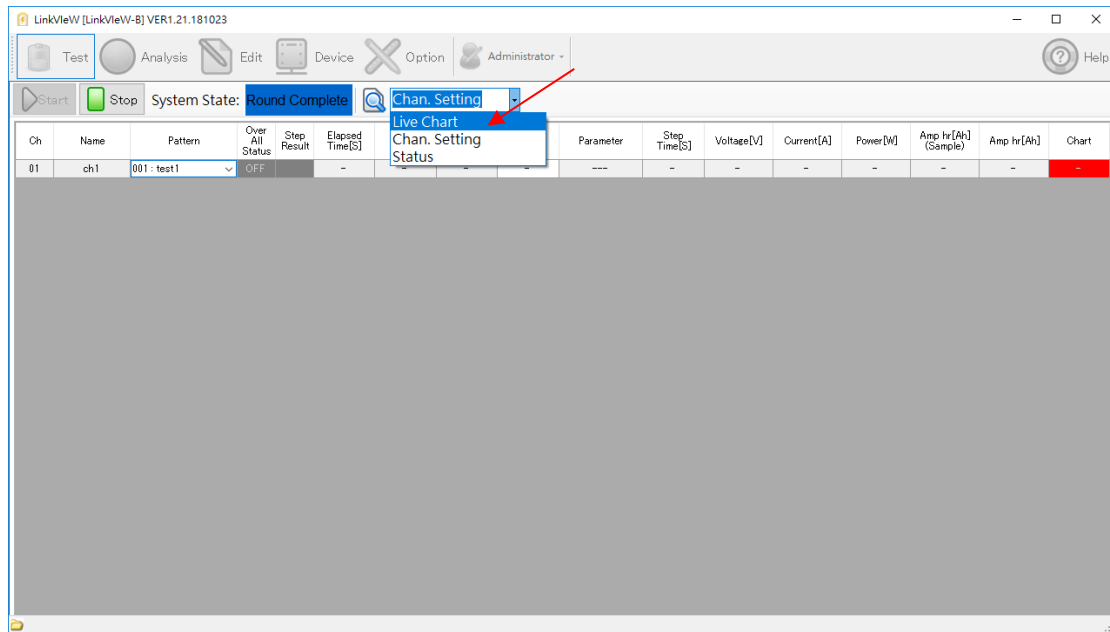 LinkVIeW [LinkVIeW-B] VER1.21.181023
Test Analysis Edit Device Option Administrator Help
Start Stop System State: Round Complete Chan. Setting
Live Chart
Chan. Setting
Status
Ch Name Pattern Over All Status Step Result Elapsed Time[S] Parameter Step Time[S] Voltage[V] Current[A] Power[W] Amp hr[Ah] (Sample) Amp hr[Ah] Chart
01 ch1 001 : test1 OFF - - - - --- - - - - - - -